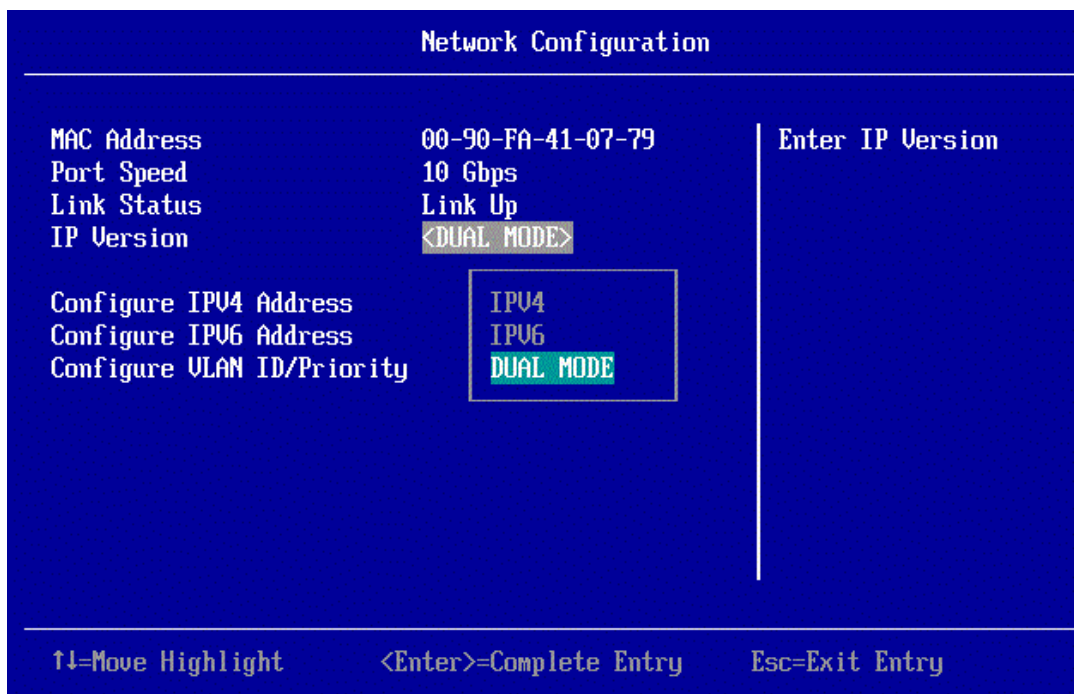 Network Configuration
MAC Address 00-90-FA-41-07-79
Port Speed 10 Gbps
Link Status Link Up
IP Version <DUAL MODE>
Enter IP Version
Configure IPV4 Address
Configure IPV6 Address
Configure VLAN ID/Priority
IPV4
IPV6
DUAL MODE
↑↓=Move Highlight <Enter>=Complete Entry Esc=Exit Entry